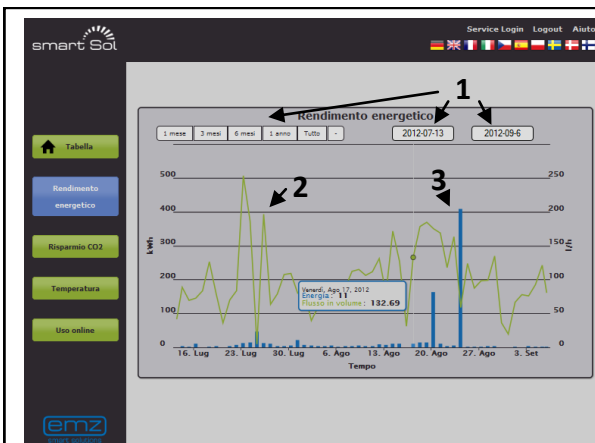 smart Sol
Service Login Logout Aiuto
1
Rendimento energetico
1 mese 3 mesi 6 mesi 1 anno Tutto -
2012-07-13 2012-09-6
Tabella
Rendimento
energetico
Risparmio CO2
Temperatura
Uso online
2
3
500
400
300
200
100
0
kWh
250
200
150
100
50
0
l/h
Venerdì, Ago 17, 2012
Energia: 11
Flusso in volume: 132.69
16. Lug 23. Lug 30. Lug 6. Ago 13. Ago 20. Ago 27. Ago 3. Set
Tempo
emz